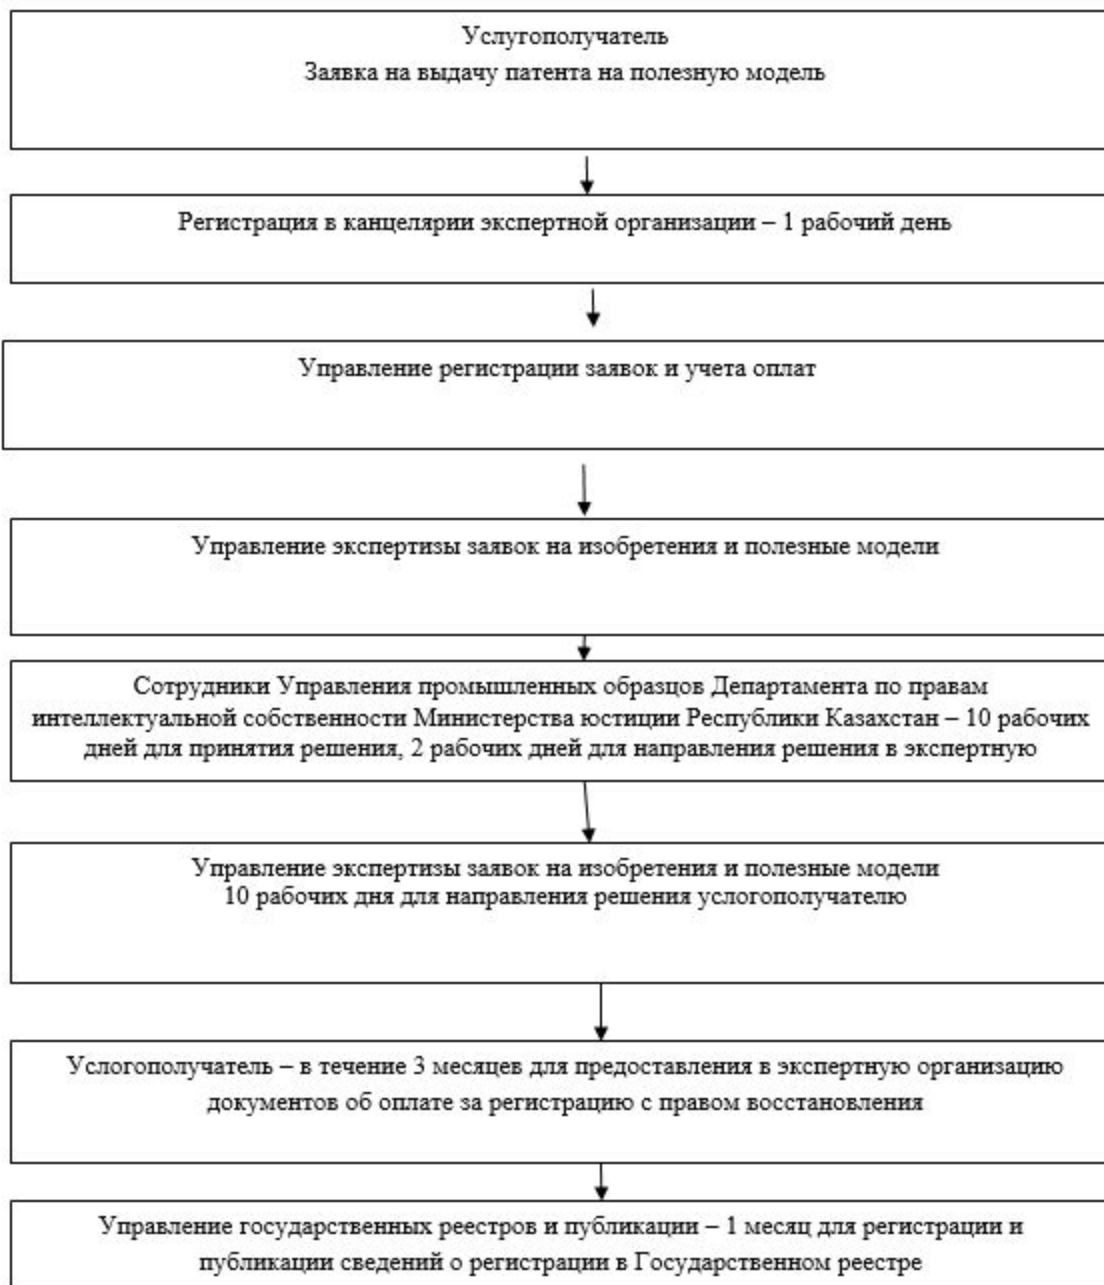 Услугополучатель
Заявка на выдачу патента на полезную модель
Регистрация в канцелярии экспертной организации – 1 рабочий день
Управление регистрации заявок и учета оплат
Управление экспертизы заявок на изобретения и полезные модели
Сотрудники Управления промышленных образцов Департамента по правам
интеллектуальной собственности Министерства юстиции Республики Казахстан – 10 рабочих
дней для принятия решения, 2 рабочих дней для направления решения в экспертную
Управление экспертизы заявок на изобретения и полезные модели
10 рабочих дня для направления решения услогополучателю
Услогополучатель – в течение 3 месяцев для предоставления в экспертную организацию
документов об оплате за регистрацию с правом восстановления
Управление государственных реестров и публикации – 1 месяц для регистрации и
публикации сведений о регистрации в Государственном реестре